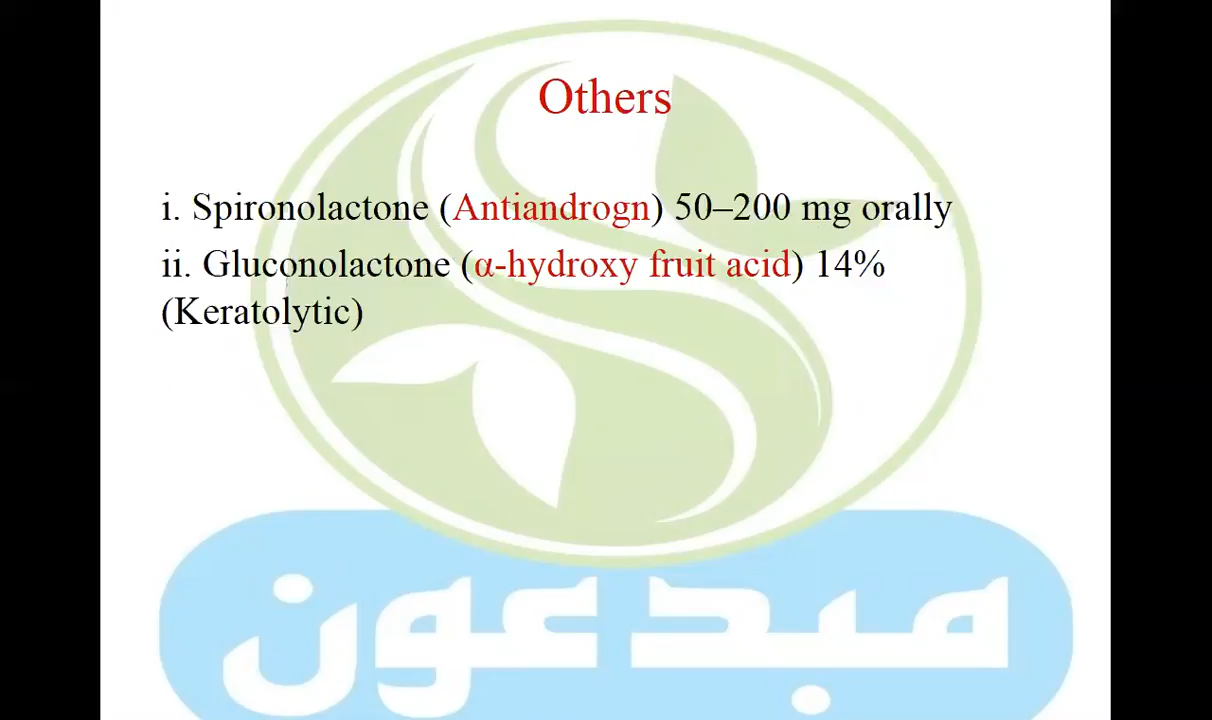 Others
i. Spironolactone (Antiandrogn) 50–200 mg orally
ii. Gluconolactone (α-hydroxy fruit acid) 14%
(Keratolytic)
مبدعون